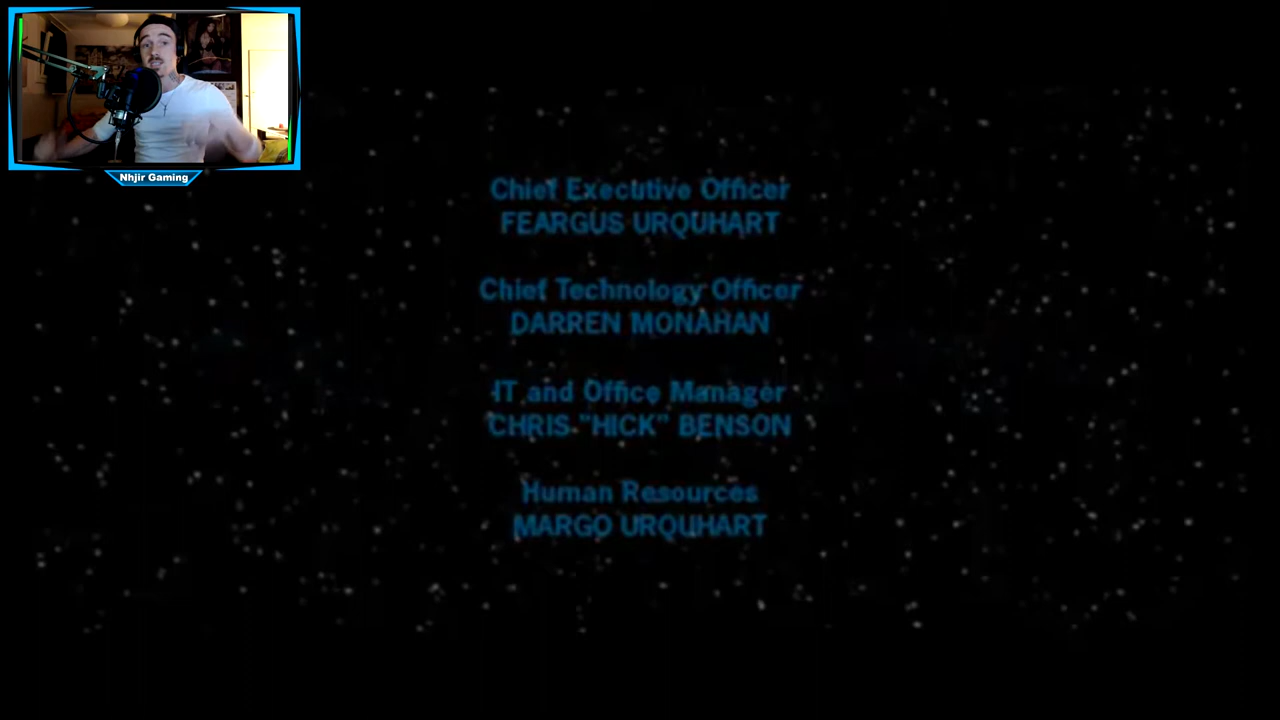 Nhjir Gaming
Chief Executive Officer
FEARGUS URQUHART
Chief Technology Officer
DARREN MONAHAN
IT and Office Manager
CHRIS "HICK" BENSON
Human Resources
MARGO URQUHART